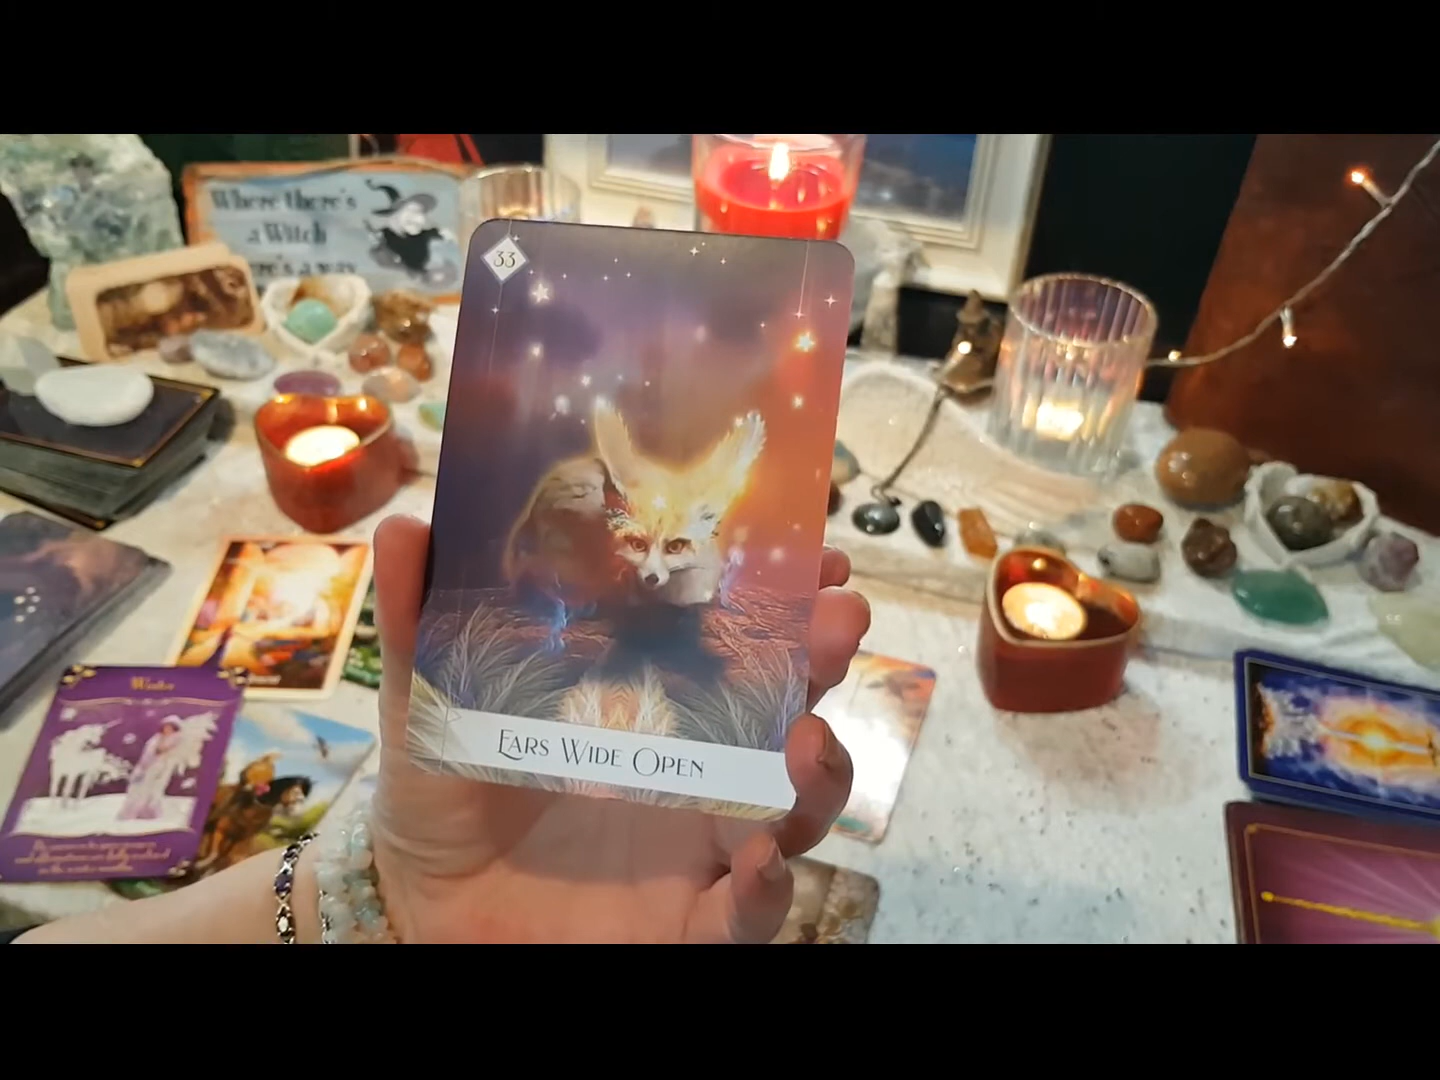 Where there's
a Witch
there's a way
33
EARS WIDE OPEN
Winter